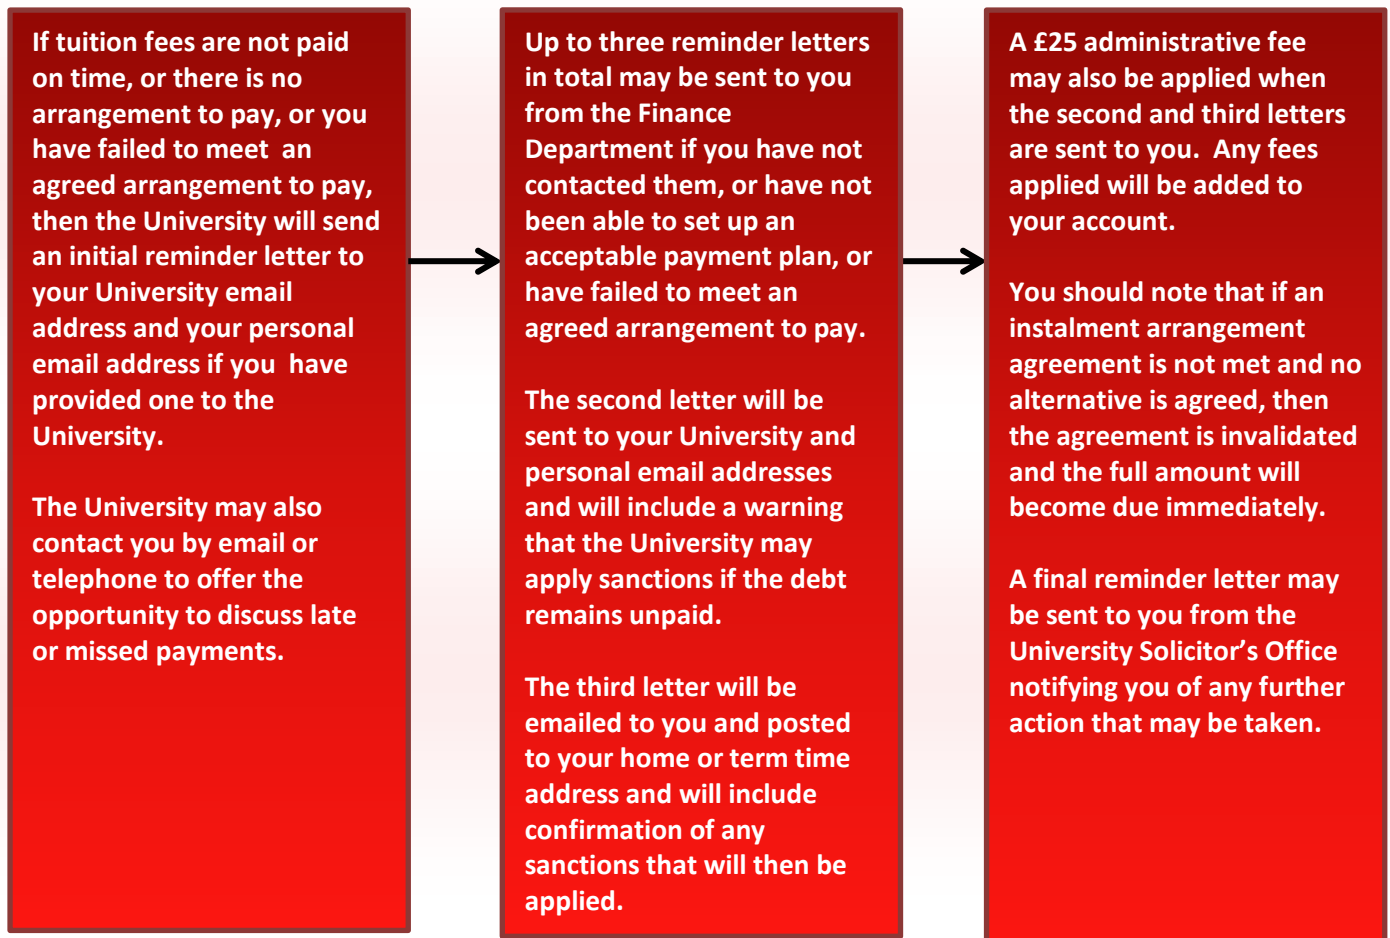 If tuition fees are not paid
on time, or there is no
arrangement to pay, or you
have failed to meet  an
agreed arrangement to pay,
then the University will send
an initial reminder letter to
your University email
address and your personal
email address if you  have
provided one to the
University.
The University may also
contact you by email or
telephone to offer the
opportunity to discuss late
or missed payments.
Up to three reminder letters
in total may be sent to you
from the Finance
Department if you have not
contacted them, or have not
been able to set up an
acceptable payment plan, or
have failed to meet an
agreed arrangement to pay.
The second letter will be
sent to your University and
personal email addresses
and will include a warning
that the University may
apply sanctions if the debt
remains unpaid.
The third letter will be
emailed to you and posted
to your home or term time
address and will include
confirmation of any
sanctions that will then be
applied.
A £25 administrative fee
may also be applied when
the second and third letters
are sent to you.  Any fees
applied will be added to
your account.
You should note that if an
instalment arrangement
agreement is not met and no
alternative is agreed, then
the agreement is invalidated
and the full amount will
become due immediately.
A final reminder letter may
be sent to you from the
University Solicitor’s Office
notifying you of any further
action that may be taken.